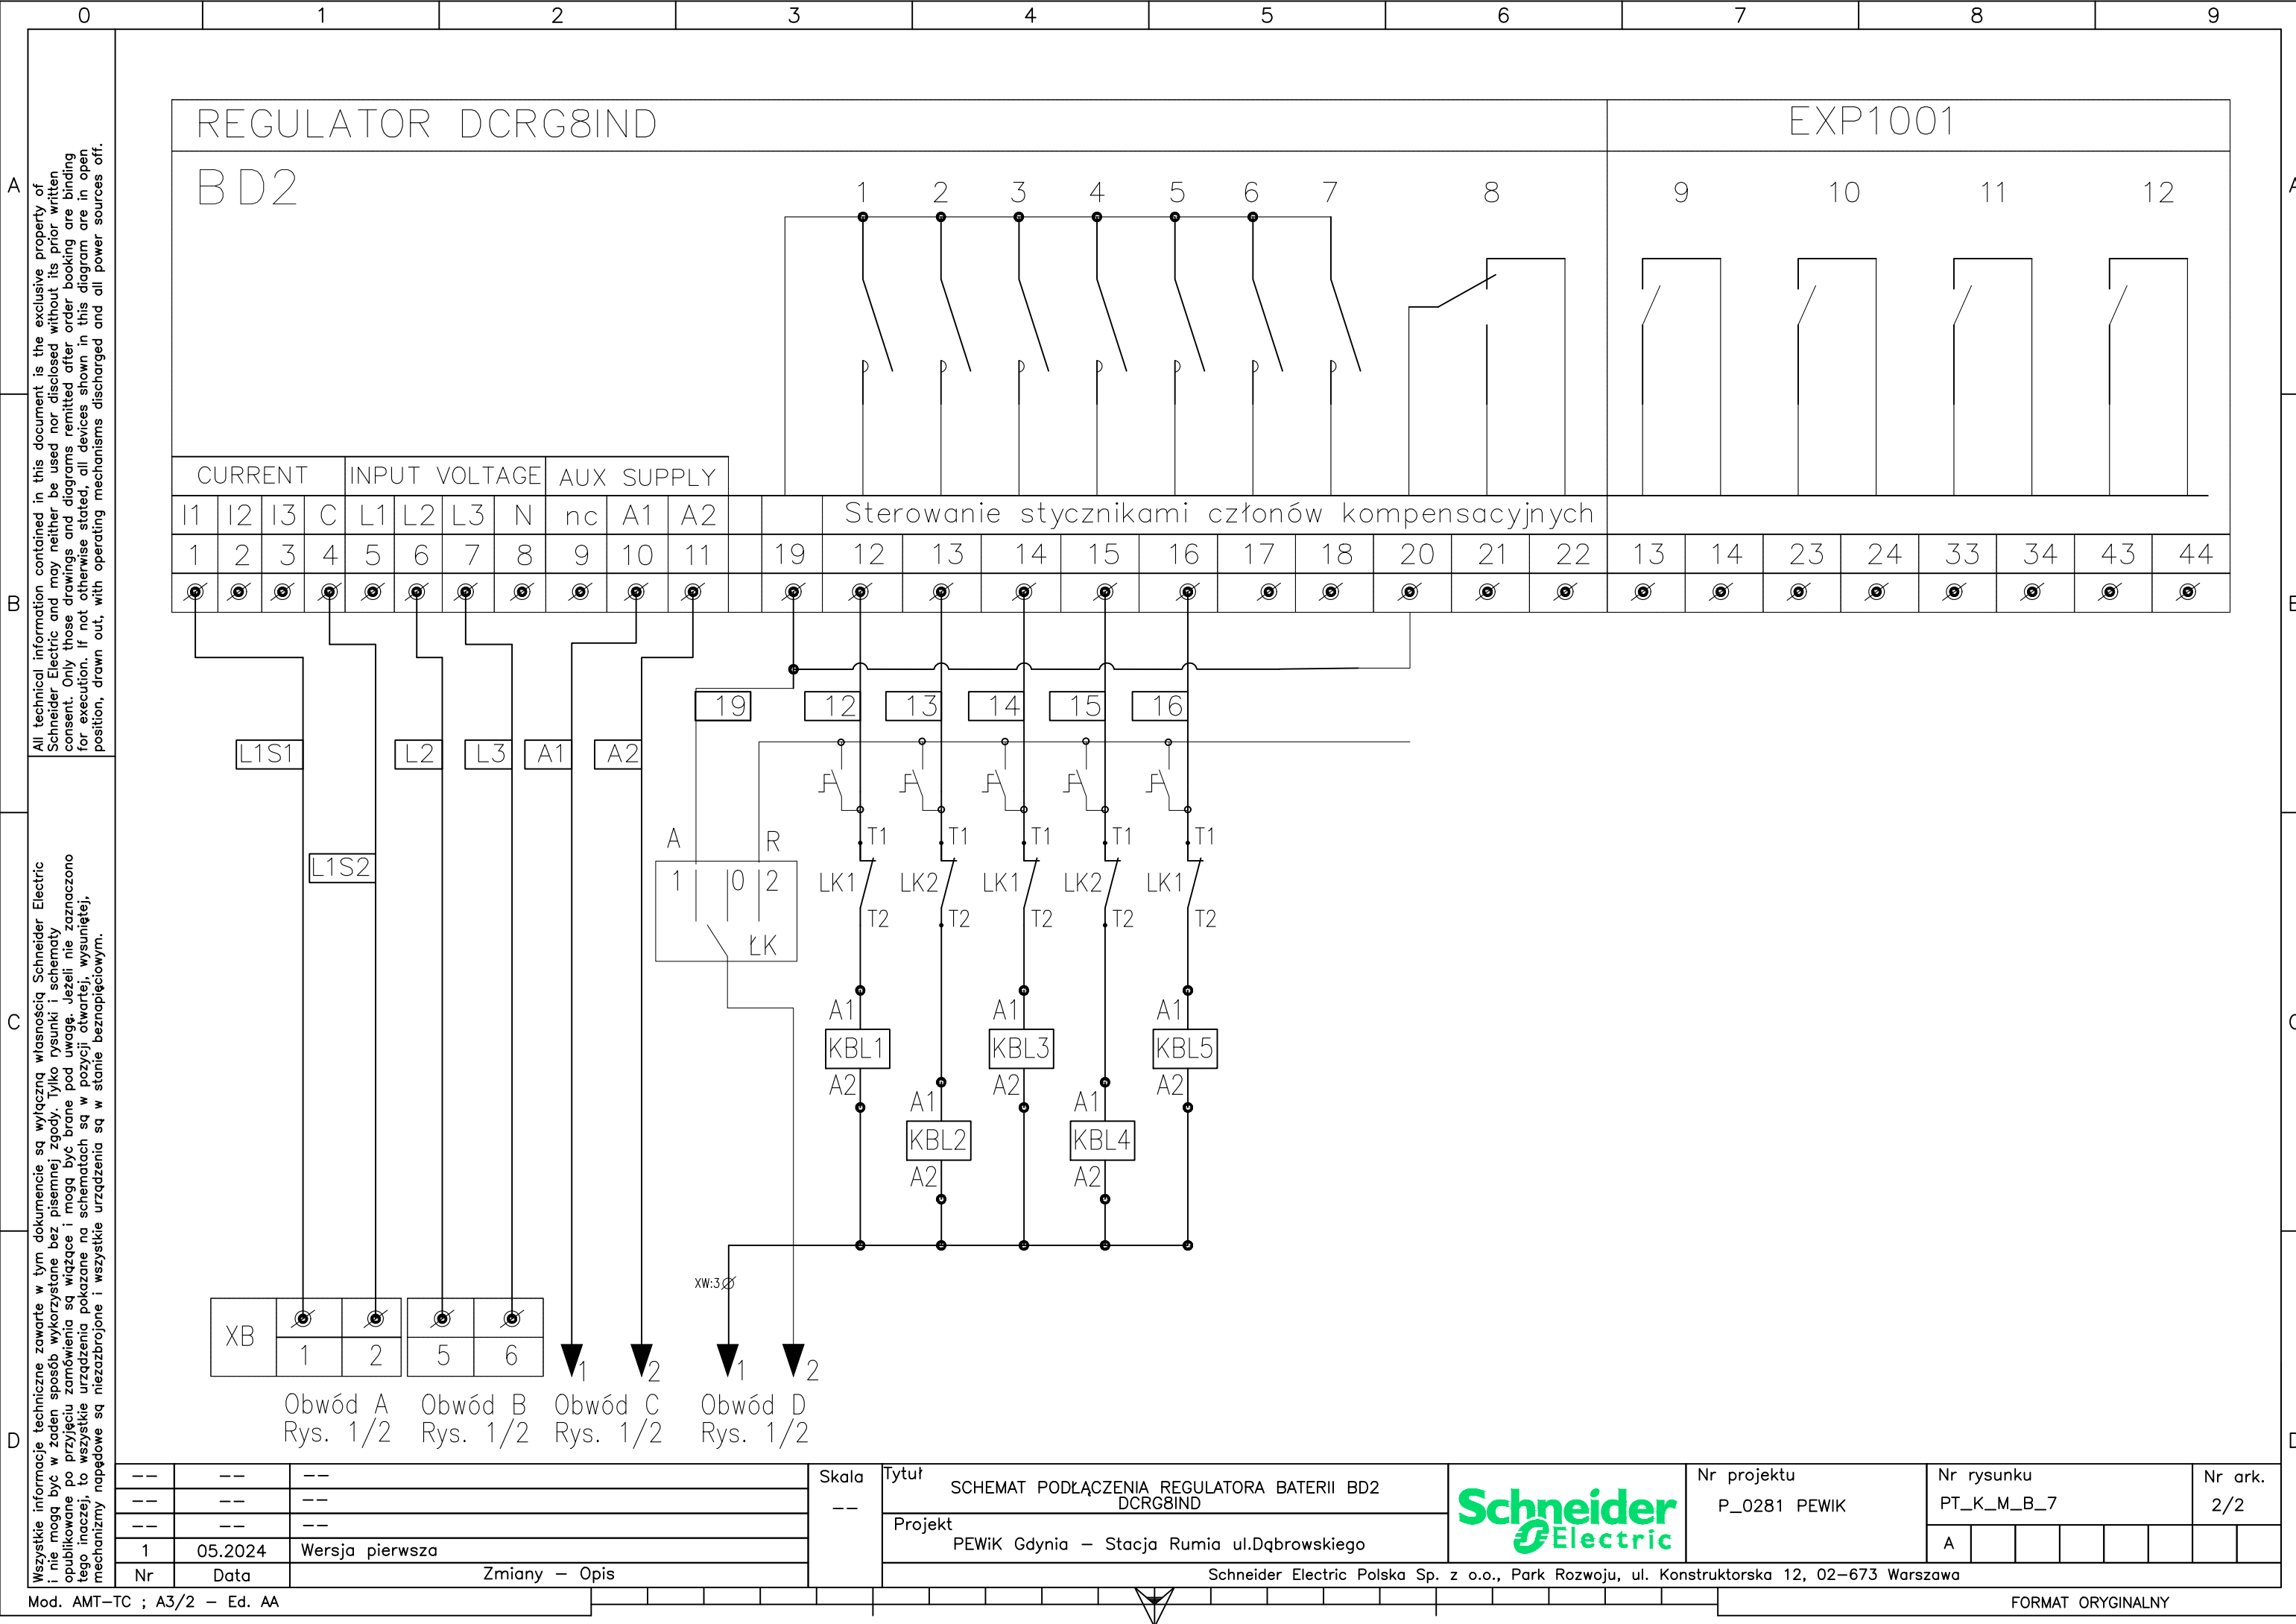 0 1 2 3 4 5 6 7 8 9
REGULATOR DCRG8IND
EXP1001
A
BD2
1 2 3 4 5 6 7 8 9 10 11 12
CURRENT INPUT VOLTAGE AUX SUPPLY
I1 I2 I3 C L1 L2 L3 N nc A1 A2 Sterowanie stycznikami członów kompensacyjnych
1 2 3 4 5 6 7 8 9 10 11 19 12 13 14 15 16 17 18 20 21 22 13 14 23 24 33 34 43 44
B
19 12 13 14 15 16
L1S1 L2 L3 A1 A2
A R T1 T1 T1 T1 T1
L1S2
1 0 2 LK1 LK2 LK1 LK2 LK1
T2 T2 T2 T2 T2
ŁK
A1 A1 A1
C
KBL1 KBL3 KBL5
A2 A2 A2
A1 A1
KBL2 KBL4
A2 A2
XW:3
XB
1 2 5 6
1 2 1 2
Obwód A Obwód B Obwód C Obwód D
Rys. 1/2 Rys. 1/2 Rys. 1/2 Rys. 1/2
D
All technical information contained in this document is the exclusive property of
Schneider Electric and may neither be used nor disclosed without its prior written
consent. Only those drawings and diagrams remitted after order booking are binding
for execution. If not otherwise stated, all devices shown in this diagram are in open
position, drawn out, with operating mechanisms discharged and all power sources off.
Wszystkie informacje techniczne zawarte w tym dokumencie są wyłączną własnością Schneider Electric
i nie mogą być w żaden sposób wykorzystane bez pisemnej zgody. Tylko rysunki i schematy
opublikowane po przyjęciu zamówienia są wiążące i mogą być brane pod uwagę. Jeżeli nie zaznaczono
tego inaczej, to wszystkie urządzenia pokazane na schematach są w pozycji otwartej, wysuniętej,
mechanizmy napędowe są niezazbrojone i wszystkie urządzenia są w stanie beznapięciowym.
-- -- --
-- -- --
-- -- --
1 05.2024 Wersja pierwsza
Nr Data Zmiany – Opis
Skala
--
Tytuł
SCHEMAT PODŁĄCZENIA REGULATORA BATERII BD2
DCRG8IND
Projekt
PEWiK Gdynia – Stacja Rumia ul.Dąbrowskiego
Schneider
Electric
Nr projektu
P_0281 PEWIK
Nr rysunku
PT_K_M_B_7
A
Nr ark.
2/2
Schneider Electric Polska Sp. z o.o., Park Rozwoju, ul. Konstruktorska 12, 02–673 Warszawa
Mod. AMT–TC ; A3/2 – Ed. AA
FORMAT ORYGINALNY